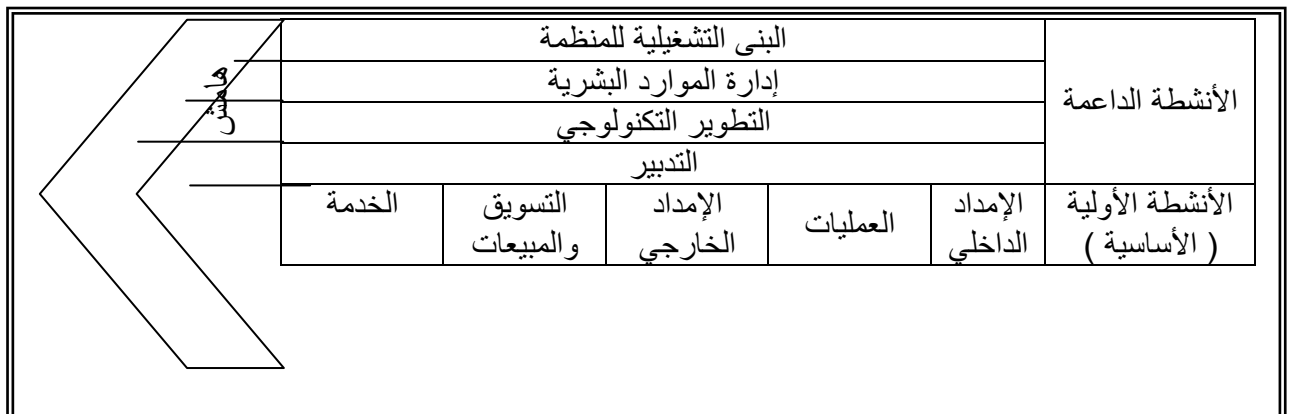 البنى التشغيلية للمنظمة
إدارة الموارد البشرية
الأنشطة الداعمة
التطوير التكنولوجي
التدبير
هامش
الأنشطة الأولية
( الأساسية )
الإمداد
الداخلي
العمليات
الإمداد
الخارجي
التسويق
والمبيعات
الخدمة